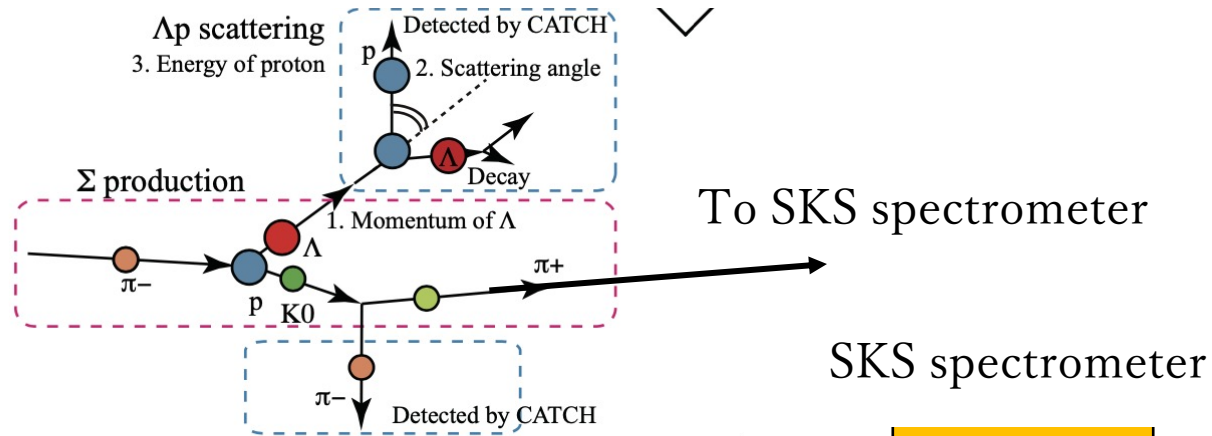 Λp scattering
3. Energy of proton
Detected by CATCH
p
2. Scattering angle
Λ
Decay
Σ production
1. Momentum of Λ
Λ
π−
p
K0
π+
To SKS spectrometer
SKS spectrometer
π−
Detected by CATCH